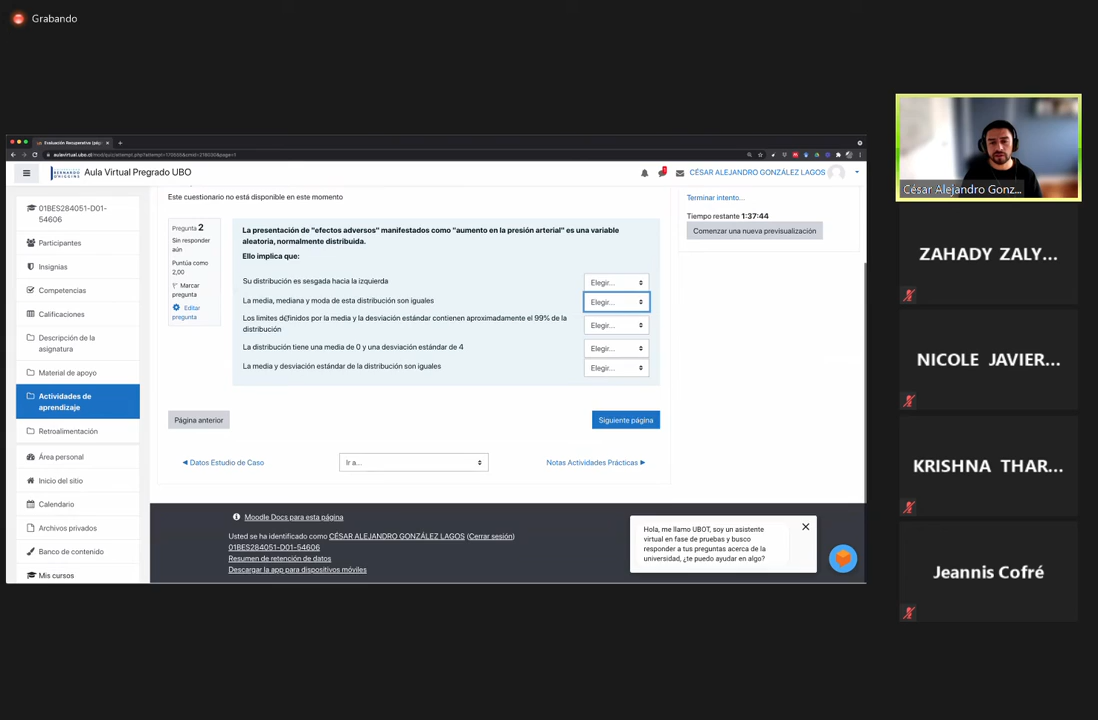 Grabando
Evaluación Recuperativa (pág
Aula Virtual Pregrado UBO
CÉSAR ALEJANDRO GONZÁLEZ LAGOS
01BES284051-D01-
54606
Participantes
Insignias
Competencias
Calificaciones
Descripción de la
asignatura
Material de apoyo
Actividades de
aprendizaje
Retroalimentación
Área personal
Inicio del sitio
Calendario
Archivos privados
Banco de contenido
Mis cursos
Este cuestionario no está disponible en este momento
Pregunta 2
Sin responder
aún
Puntúa como
2,00
Marcar
pregunta
Editar
pregunta
La presentación de "efectos adversos" manifestados como "aumento en la presión arterial" es una variable
aleatoria, normalmente distribuida.
Ello implica que:
Su distribución es sesgada hacia la izquierda
Elegir...
La media, mediana y moda de esta distribución son iguales
Elegir...
Los límites definidos por la media y la desviación estándar contienen aproximadamente el 99% de la
distribución
Elegir...
La distribución tiene una media de 0 y una desviación estándar de 4
Elegir...
La media y desviación estándar de la distribución son iguales
Elegir...
Página anterior
Siguiente página
◀ Datos Estudio de Caso
Ir a...
Notas Actividades Prácticas ▶
Terminar intento...
Tiempo restante 1:37:44
Comenzar una nueva previsualización
Moodle Docs para esta página
Usted se ha identificado como CÉSAR ALEJANDRO GONZÁLEZ LAGOS (Cerrar sesión)
01BES284051-D01-54606
Resumen de retención de datos
Descargar la app para dispositivos móviles
Hola, me llamo UBOT, soy un asistente
virtual en fase de pruebas y busco
responder a tus preguntas acerca de la
universidad, ¿te puedo ayudar en algo?
César Alejandro Gonz...
ZAHADY ZALY...
NICOLE JAVIER...
KRISHNA THAR...
Jeannis Cofré